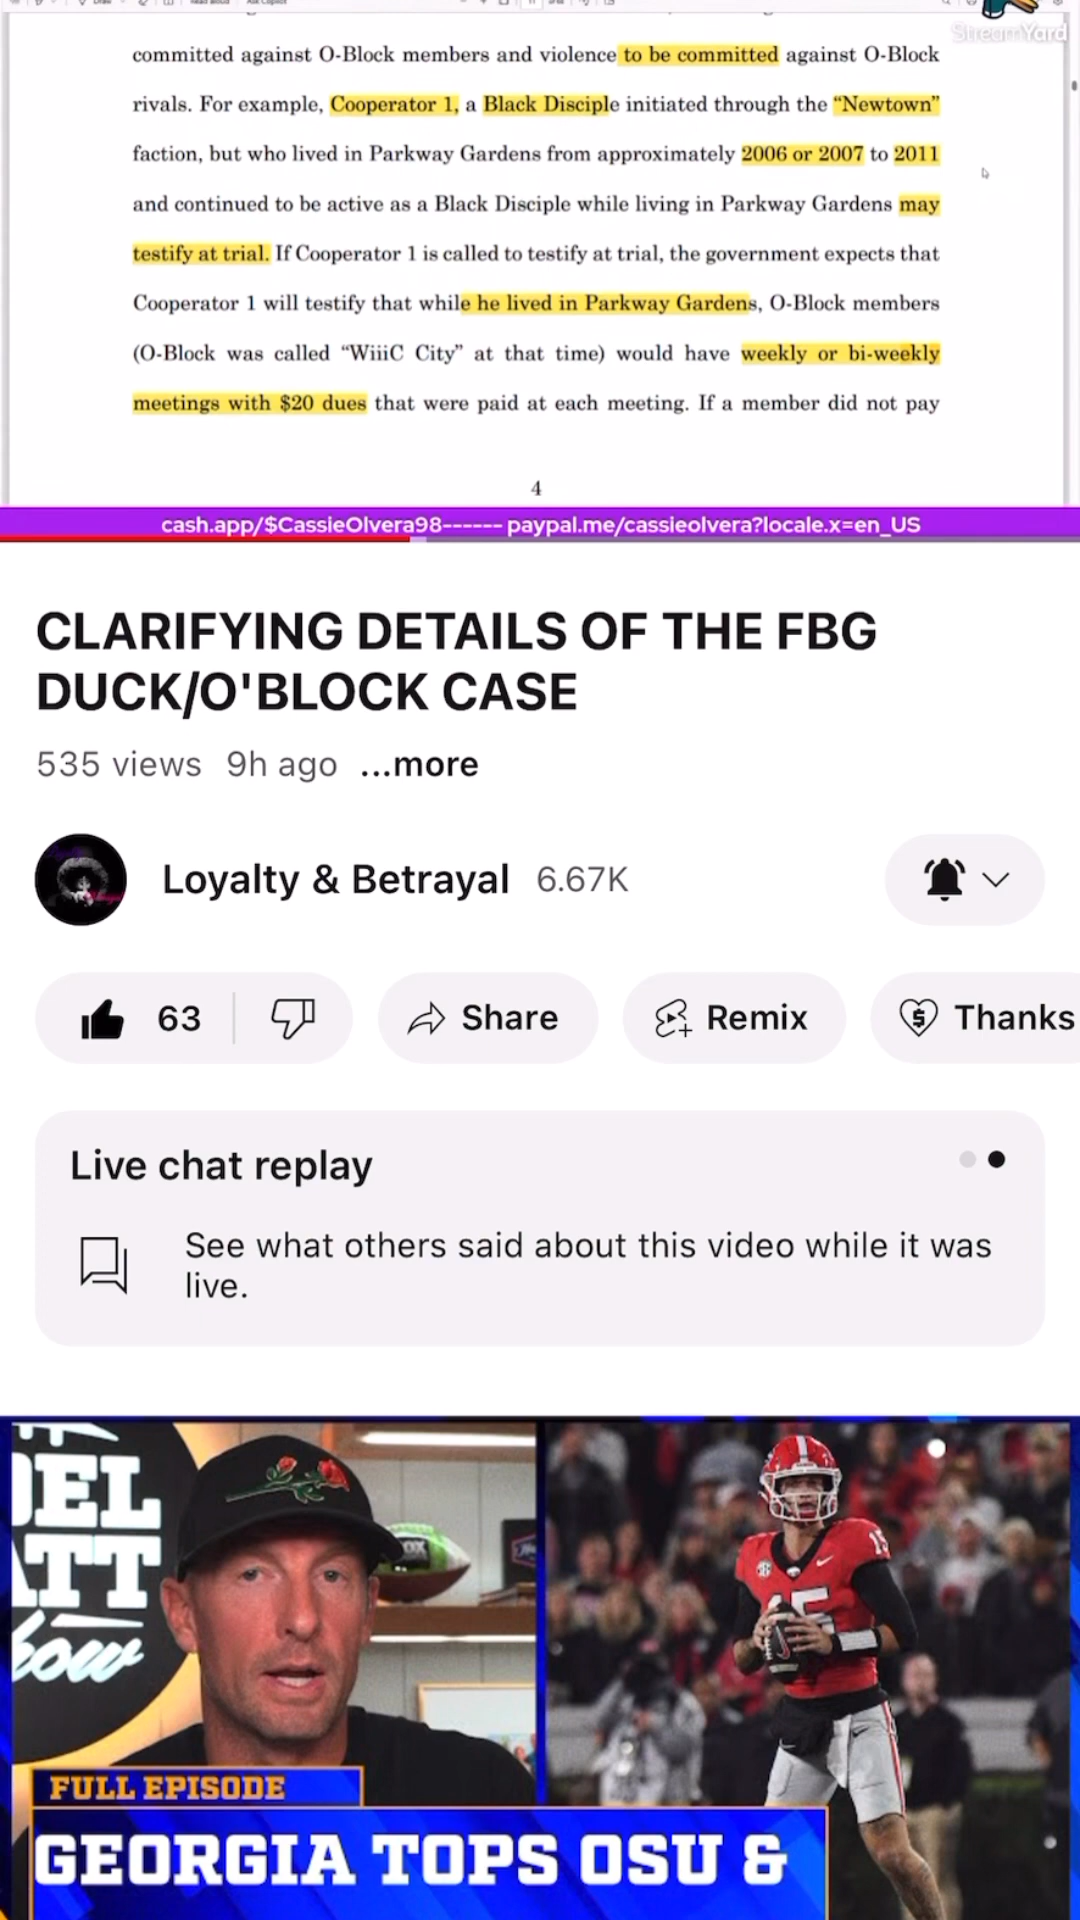 StreamYard
committed against O-Block members and violence to be committed against O-Block
rivals. For example, Cooperator 1, a Black Disciple initiated through the “Newtown”
faction, but who lived in Parkway Gardens from approximately 2006 or 2007 to 2011
and continued to be active as a Black Disciple while living in Parkway Gardens may
testify at trial. If Cooperator 1 is called to testify at trial, the government expects that
Cooperator 1 will testify that while he lived in Parkway Gardens, O-Block members
(O-Block was called “WiiiC City” at that time) would have weekly or bi-weekly
meetings with $20 dues that were paid at each meeting. If a member did not pay
4
cash.app/$CassieOlvera98------ paypal.me/cassieolvera?locale.x=en_US
CLARIFYING DETAILS OF THE FBG
DUCK/O'BLOCK CASE
535 views 9h ago ...more
Loyalty & Betrayal 6.67K
63 Share Remix Thanks
Live chat replay
See what others said about this video while it was
live.
15
15
FULL EPISODE
GEORGIA TOPS OSU &